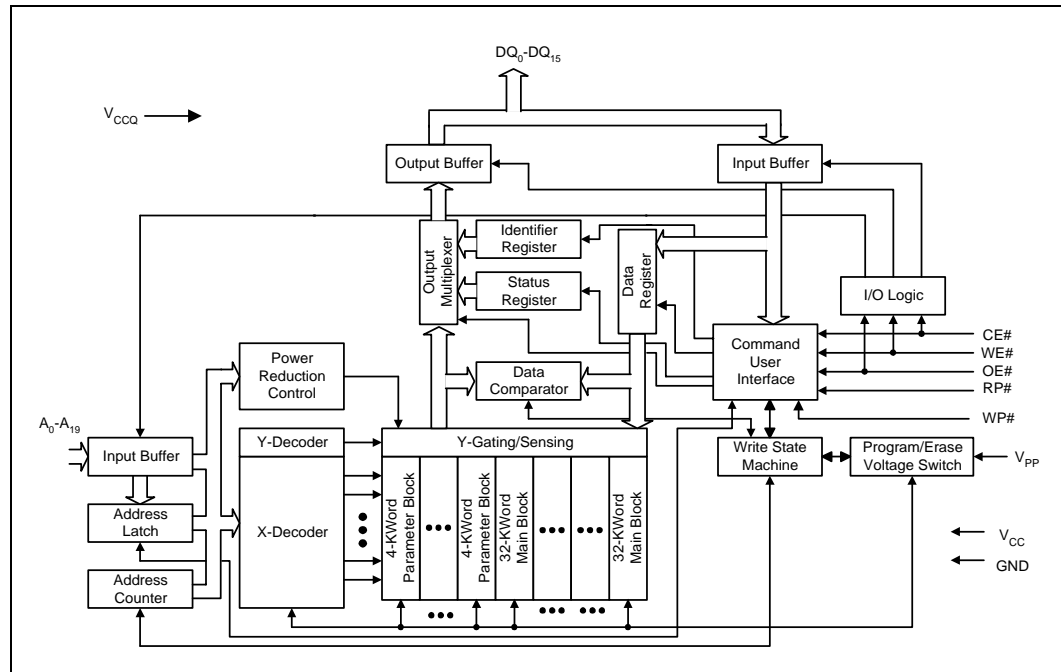 DQ0-DQ15
VCCQ
Output Buffer
Input Buffer
Output
Multiplexer
Identifier
Register
Status
Register
Data
Register
I/O Logic
Command
User
Interface
CE#
WE#
OE#
RP#
WP#
Power
Reduction
Control
Data
Comparator
A0-A19
Input Buffer
Y-Decoder
Y-Gating/Sensing
Write State
Machine
Program/Erase
Voltage Switch
VPP
Address
Latch
X-Decoder
4-KWord
Parameter Block
4-KWord
Parameter Block
32-KWord
Main Block
32-KWord
Main Block
VCC
GND
Address
Counter